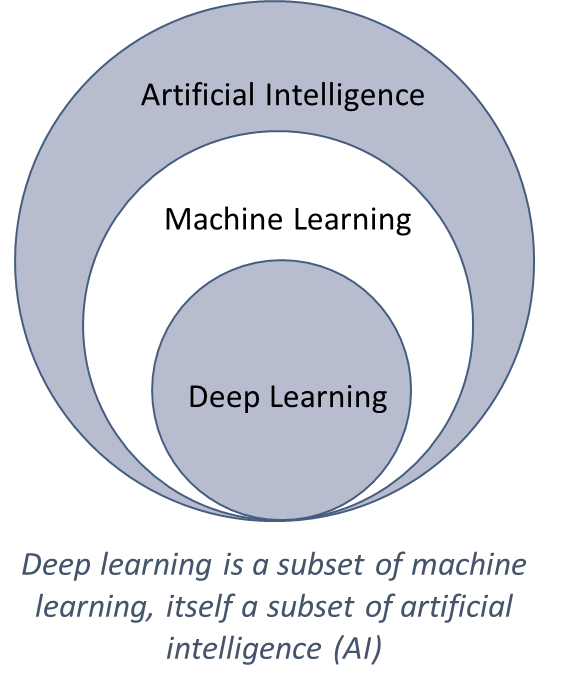 Artificial Intelligence
Machine Learning
Deep Learning
Deep learning is a subset of machine
learning, itself a subset of artificial
intelligence (AI)